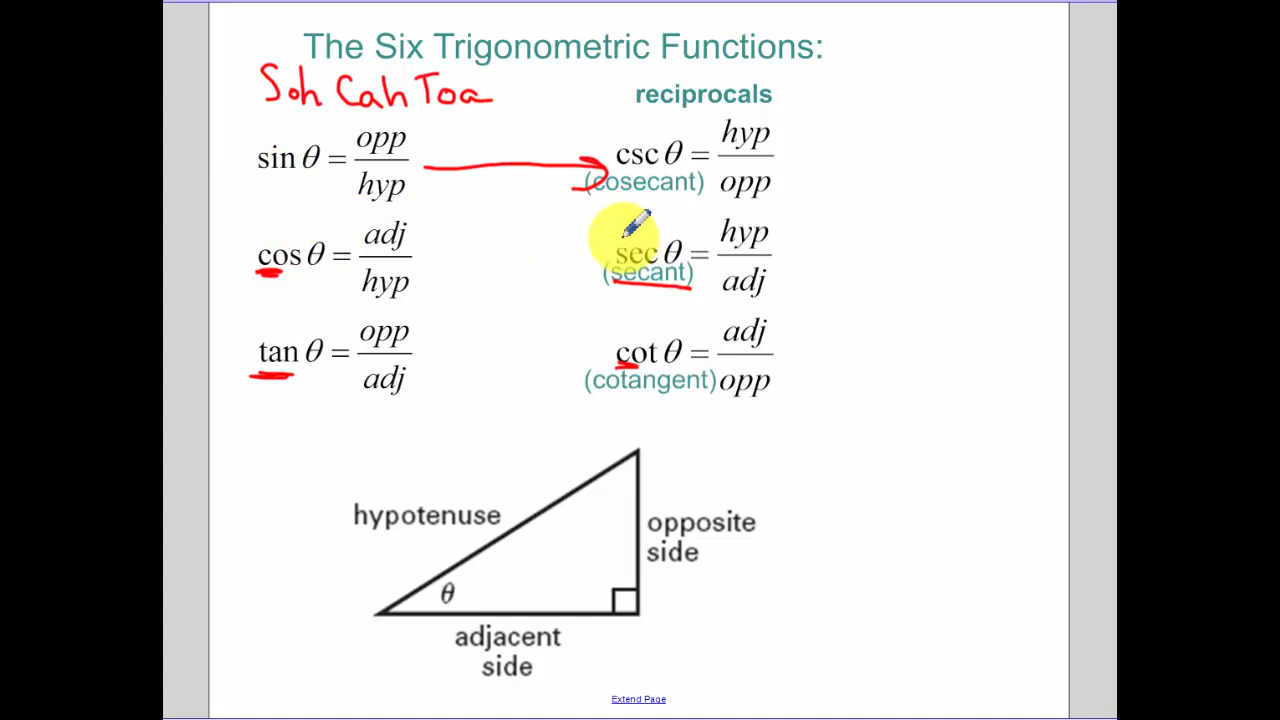 The Six Trigonometric Functions:
Soh Cah Toa
reciprocals
sin θ = opp/hyp
csc θ = hyp/opp
(cosecant)
cos θ = adj/hyp
sec θ = hyp/adj
(secant)
tan θ = opp/adj
cot θ = adj/opp
(cotangent)
hypotenuse
opposite
side
θ
adjacent
side
Extend Page